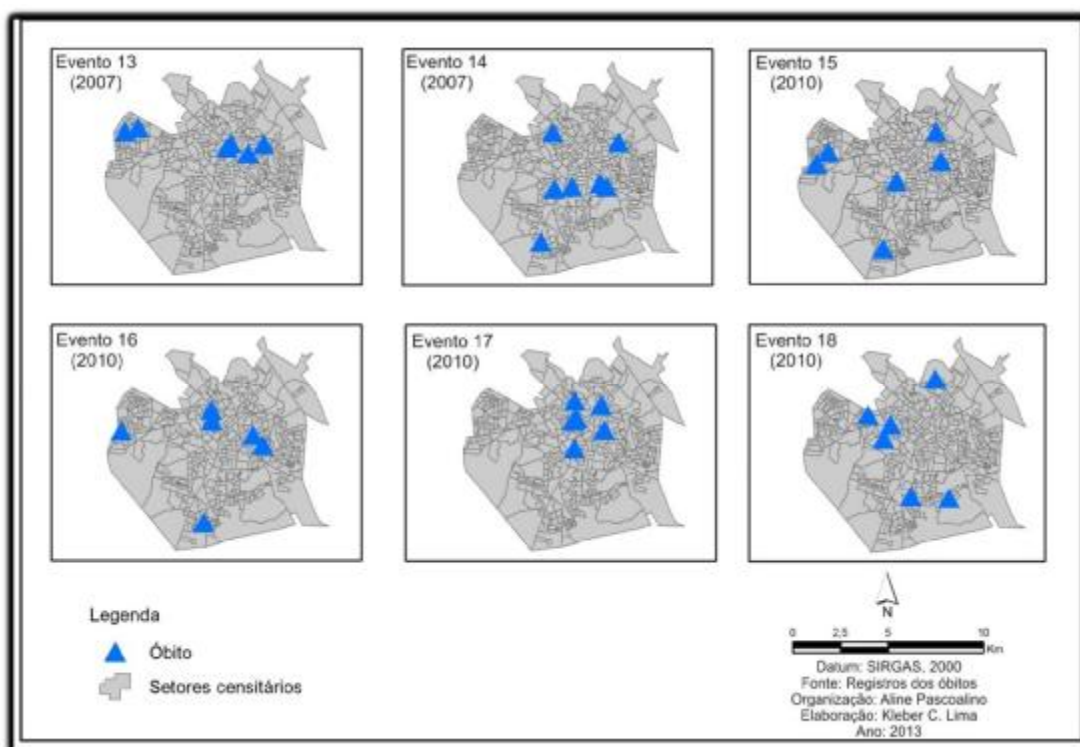 Evento 13
(2007)
Evento 14
(2007)
Evento 15
(2010)
Evento 16
(2010)
Evento 17
(2010)
Evento 18
(2010)
Legenda
Óbito
Setores censitários
N
0 2,5 5 10
Km
Datum: SIRGAS, 2000
Fonte: Registros dos óbitos
Organização: Aline Pascoalino
Elaboração: Kleber C. Lima
Ano: 2013